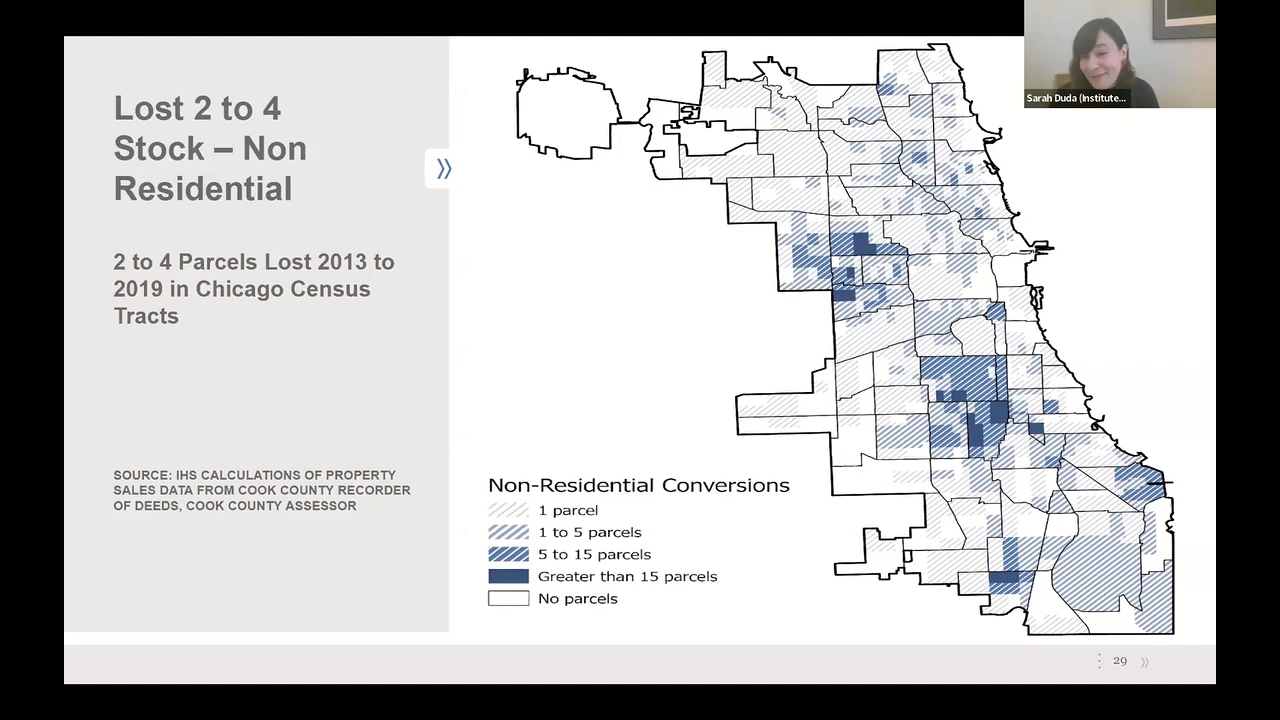 Lost 2 to 4
Stock – Non
Residential
2 to 4 Parcels Lost 2013 to
2019 in Chicago Census
Tracts
SOURCE: IHS CALCULATIONS OF PROPERTY
SALES DATA FROM COOK COUNTY RECORDER
OF DEEDS, COOK COUNTY ASSESSOR
Sarah Duda (Institute...
Non-Residential Conversions
1 parcel
1 to 5 parcels
5 to 15 parcels
Greater than 15 parcels
No parcels
29